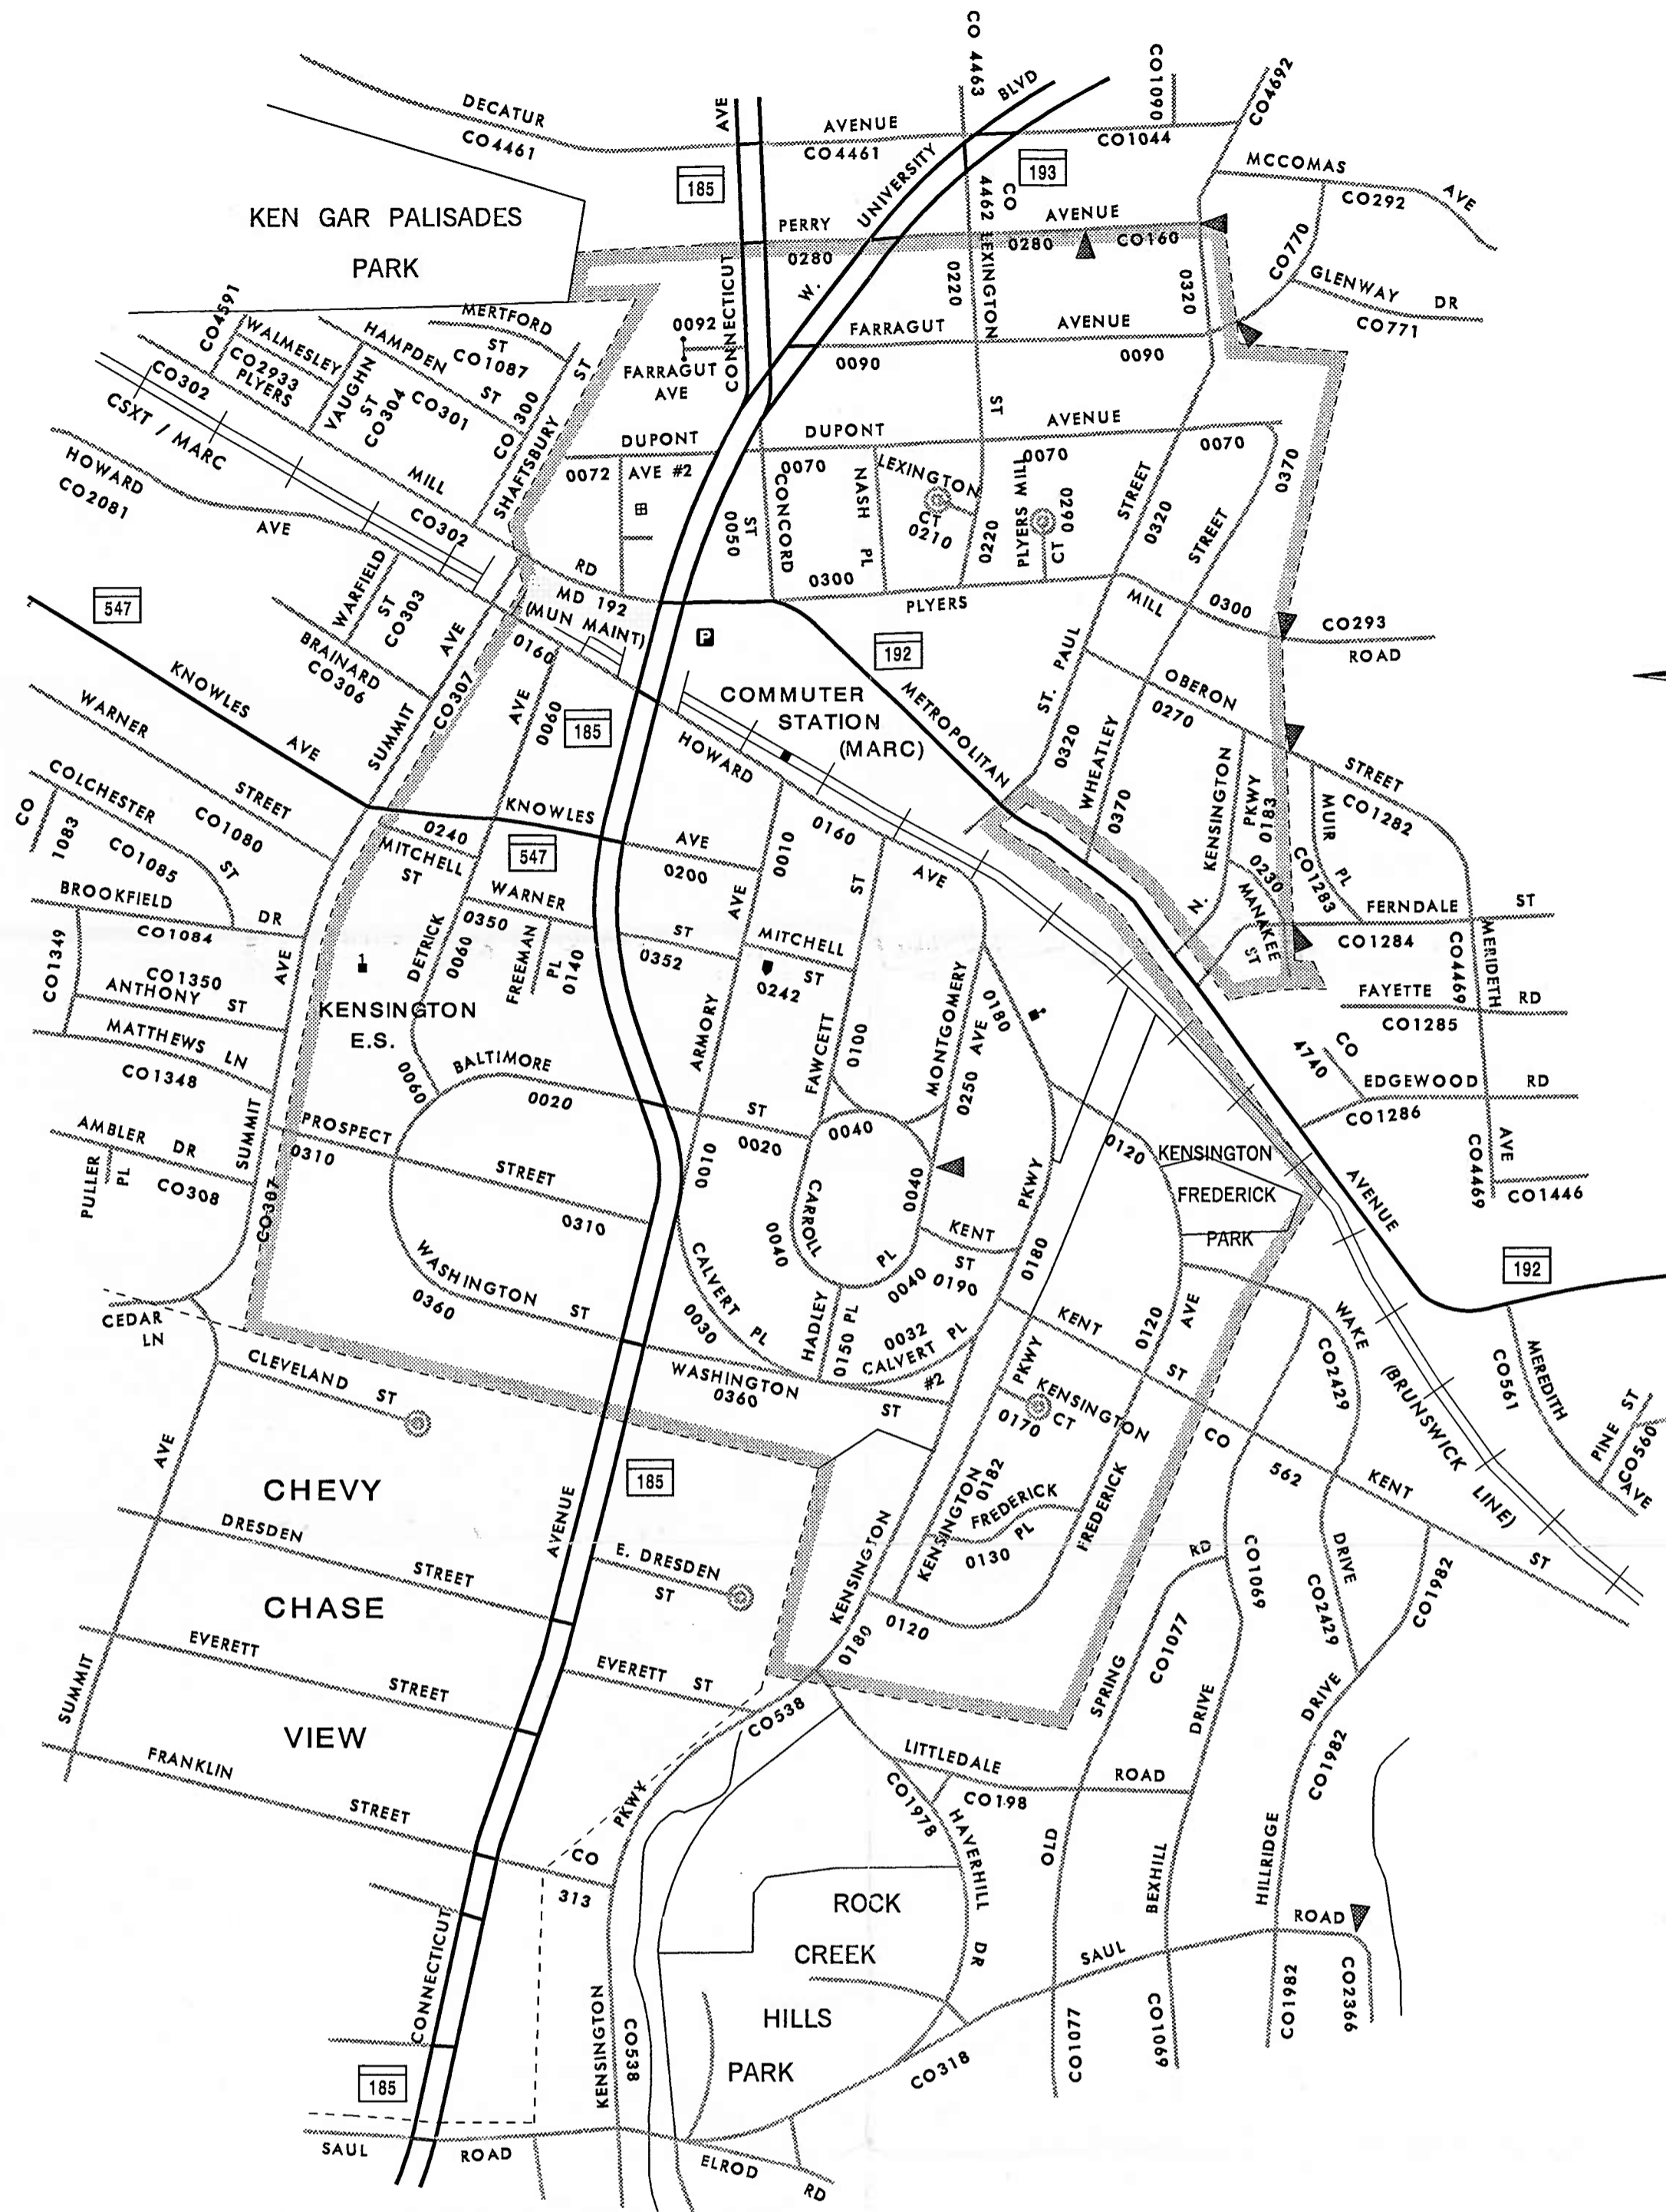 CO 4463
BLVD
CO1090
CO4692
DECATUR
CO4461
AVE
AVENUE
CO4461
CO1044
185
UNIVERSITY
193
MCCOMAS
AVE
CO292
KEN GAR PALISADES
PARK
PERRY
0280
W.
CO
4462
LEXINGTON
0220
AVENUE
0280
CO160
0320
CO770
GLENWAY DR
CO771
CO4591
WALMESLEY
CO2933
PLYERS
CO302
CSXT / MARC
VAUGHN
ST
CO304
HAMPDEN
ST
CO301
MERTFORD
ST
CO1087
CO 300
SHAFTSBURY
ST
0092
FARRAGUT
AVE
CONNECTICUT
FARRAGUT
AVENUE
0090
0090
ST
HOWARD
CO2081
AVE
MILL
CO302
DUPONT
0072
AVE #2
DUPONT
AVENUE
0070
0070
0070
0370
ST
0050
CONCORD
NASH
PL
LEXINGTON
CT
0210
0220
PLYERS MILL
CT
0290
STREET
0320
STREET
0300
PLYERS
MILL
0300
CO293
ROAD
547
WARFIELD
ST
CO303
BRAINARD
CO306
AVE
RD
MD 192
(MUN MAINT)
0160
P
192
COMMUTER
STATION
(MARC)
METROPOLITAN
ST. PAUL
0320
OBERON
0270
STREET
CO1282
KNOWLES
AVE
WARNER
STREET
CO1080
SUMMIT
CO307
AVE
0060
185
HOWARD
0160
AVE
WHEATLEY
0370
N.
KENSINGTON
PKWY
0183
0230
MANAKEE
ST
MUIR
PL
CO1283
COLCHESTER
ST
CO1085
CO
1083
KNOWLES
AVE
0200
0240
MITCHELL
ST
547
0010
ST
BROOKFIELD
DR
CO1084
CO1349
WARNER
0350
ST
0352
AVE
MITCHELL
ST
0242
FERNDALE
ST
CO1284
CO4469
MERIDETH
FAYETTE
RD
CO1285
CO1350
ANTHONY
ST
AVE
MATTHEWS
LN
CO1348
1
KENSINGTON
E.S.
DETRICK
0060
0060
FREEMAN
PL
0140
ARMORY
FAWCETT
0100
MONTGOMERY
AVE
0250
0180
CO
4740
EDGEWOOD
RD
CO1286
AMBLER
DR
CO308
PULLER
PL
SUMMIT
CO307
BALTIMORE
0020
ST
0020
0040
0120
KENSINGTON
FREDERICK
PARK
AVE
CO4469
CO1446
PROSPECT
0310
STREET
0310
0010
CARROLL
0040
PL
0040
0040
PKWY
0180
KENT
ST
0190
AVENUE
192
WASHINGTON
0360
ST
CALVERT
PL
0030
HADLEY
PL
0150
0032
CALVERT
PL
#2
CEDAR
LN
CLEVELAND
ST
WASHINGTON
0360
ST
KENT
ST
0120
AVE
WAKE
CO2429
(BRUNSWICK
LINE)
MEREDITH
CO561
PINE ST
CO560
AVE
PKWY
KENSINGTON
CT
0170
CO
562
KENT
ST
AVE
CHEVY
185
0182
KENSINGTON
FREDERICK
PL
0130
FREDERICK
DRESDEN
STREET
AVENUE
E. DRESDEN
ST
KENSINGTON
0180
0120
RD
CO1069
DRIVE
CO2429
CO1982
CHASE
EVERETT
STREET
EVERETT
ST
SPRING
CO1077
DRIVE
DRIVE
SUMMIT
VIEW
CO538
FRANKLIN
STREET
PKWY
LITTLEDALE
ROAD
CO198
CO1978
HAVERHILL
DR
CO1982
CO
313
OLD
BEXHILL
HILLRIDGE
ROCK
CREEK
HILLS
PARK
SAUL
ROAD
CONNECTICUT
KENSINGTON
CO538
CO1077
CO1069
CO1982
CO2366
185
CO318
SAUL
ROAD
ELROD
RD